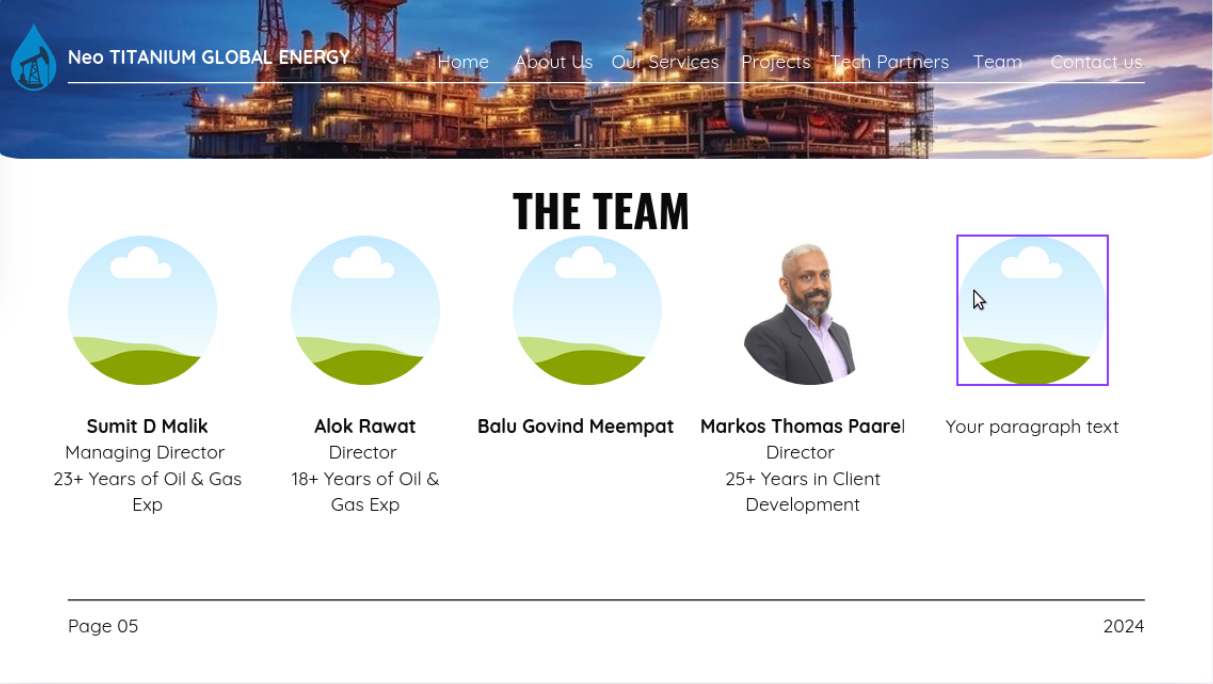 Neo TITANIUM GLOBAL ENERGY
Home About Us Our Services Projects Tech Partners Team Contact us
THE TEAM
Sumit D Malik
Managing Director
23+ Years of Oil & Gas
Exp
Alok Rawat
Director
18+ Years of Oil &
Gas Exp
Balu Govind Meempat
Markos Thomas Paarel
Director
25+ Years in Client
Development
Your paragraph text
Page 05
2024